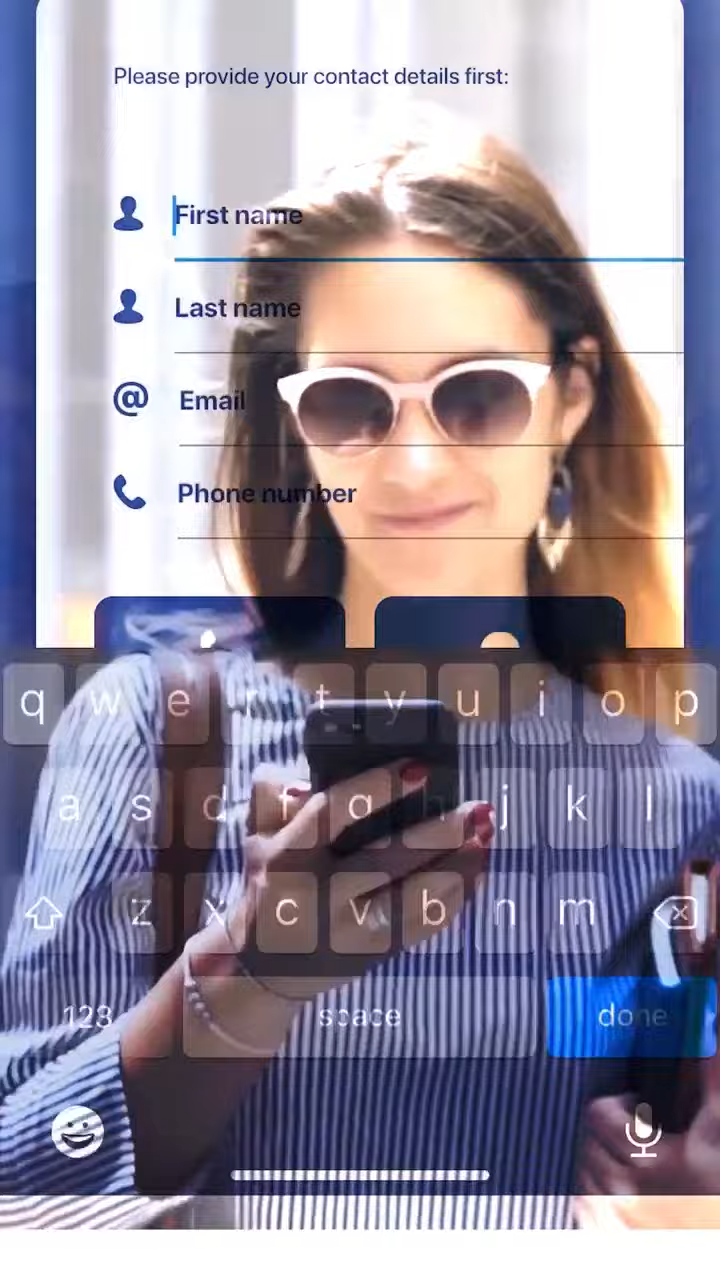 Please provide your contact details first:
First name
Last name
@ Email
Phone number
q w e r t y u i o p
a s d f g h j k l
z x c v b n m
123 space done